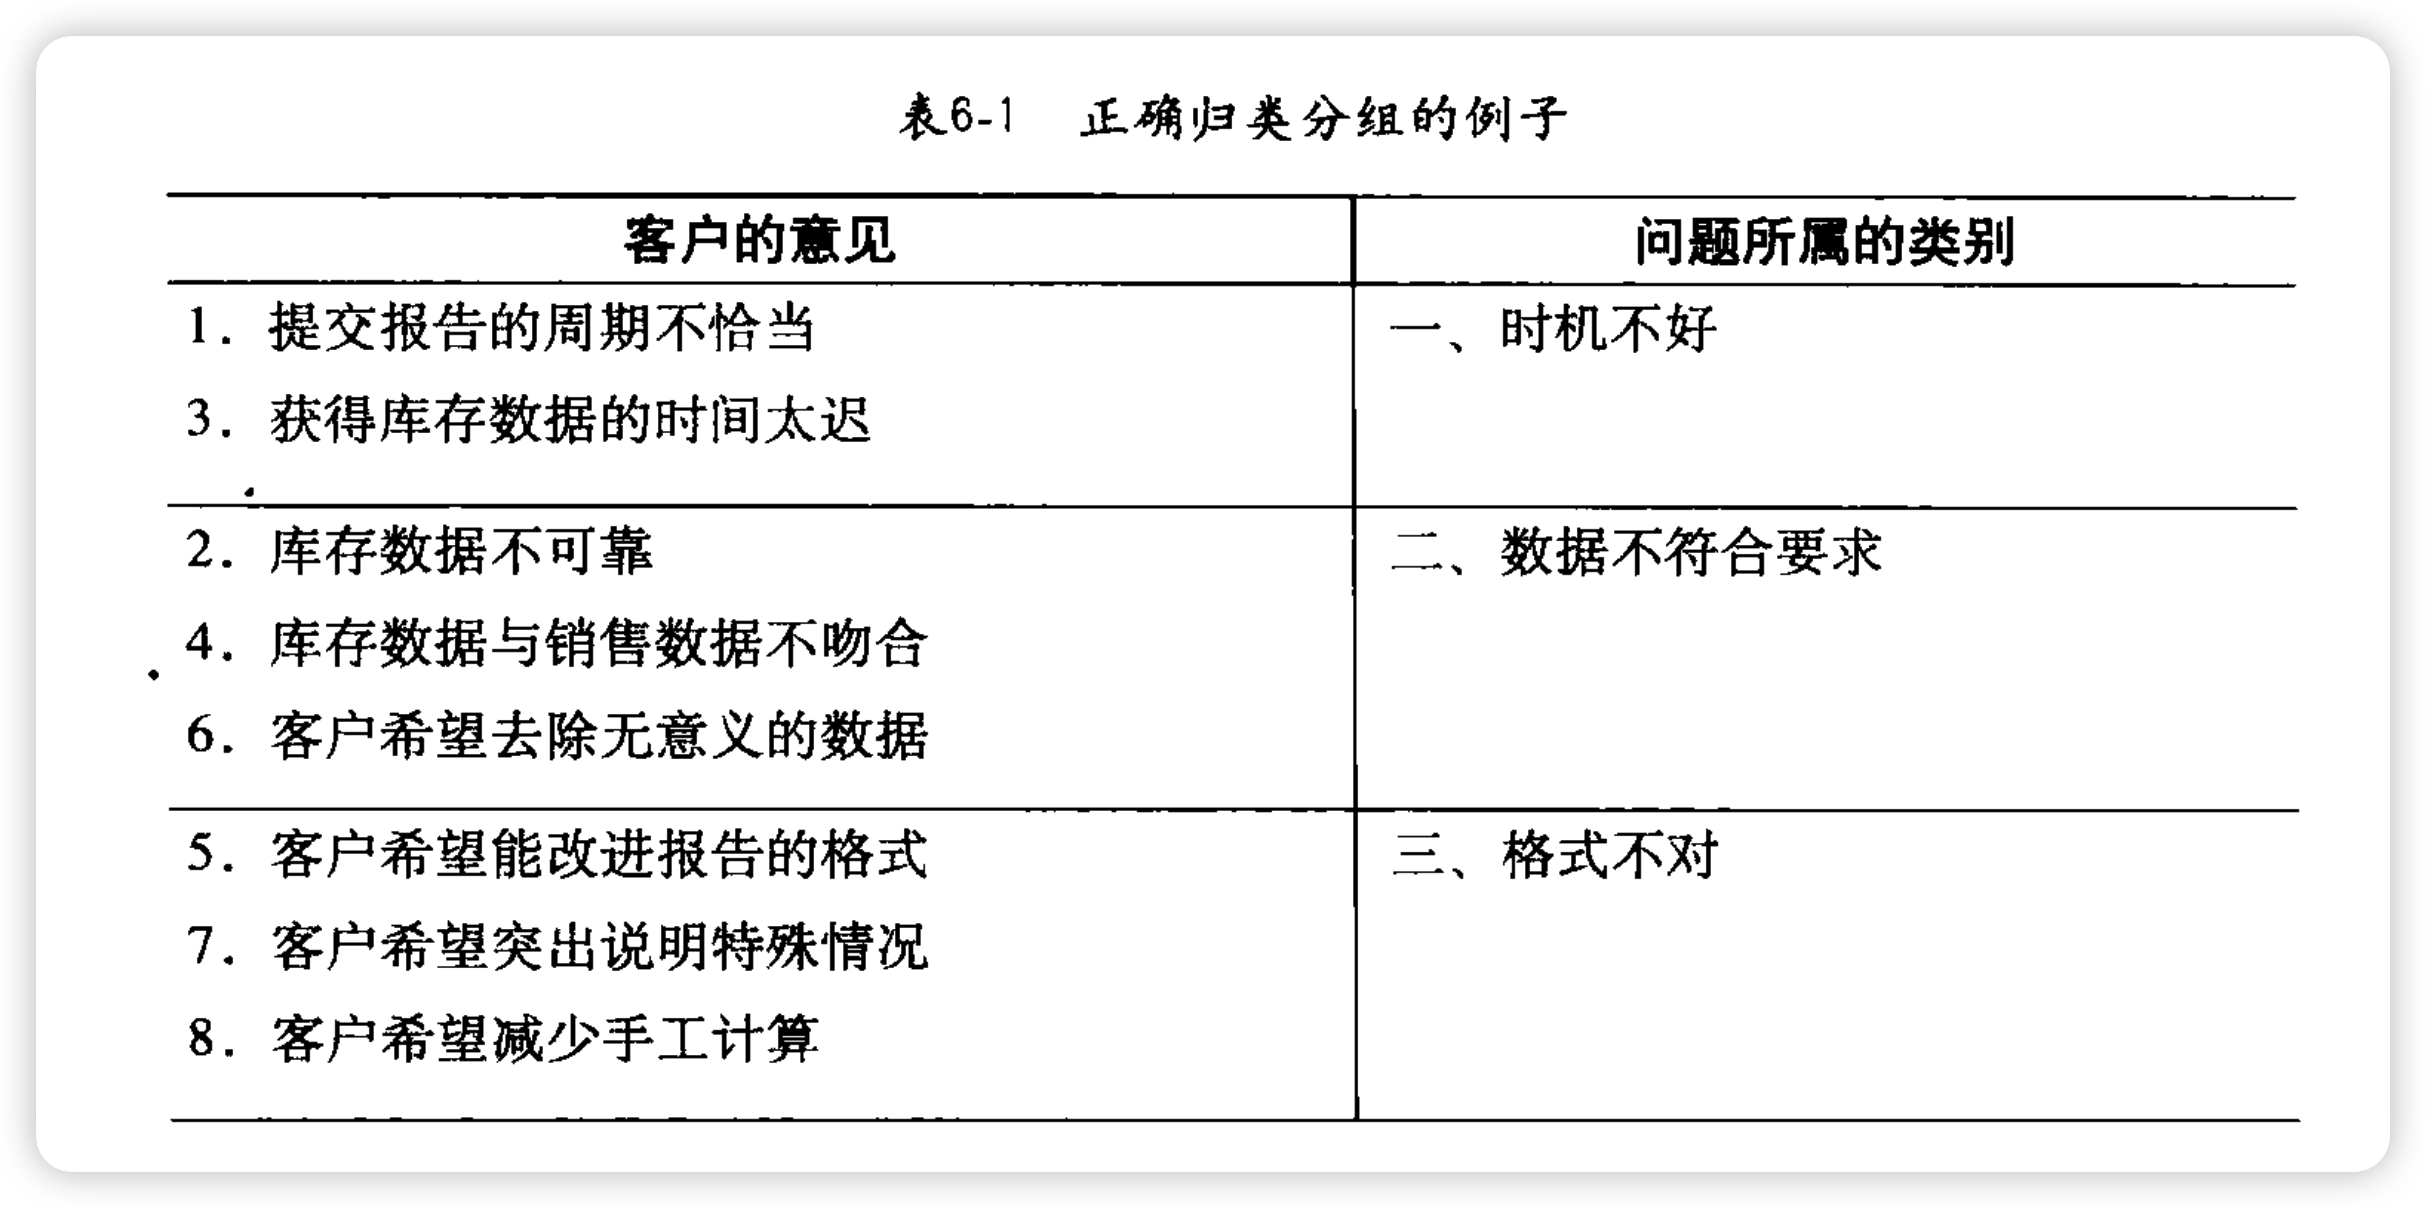 表6-1 正确归类分组的例子
客户的意见 问题所属的类别
1. 提交报告的周期不恰当 一、时机不好
3. 获得库存数据的时间太迟
2. 库存数据不可靠 二、数据不符合要求
4. 库存数据与销售数据不吻合
6. 客户希望去除无意义的数据
5. 客户希望能改进报告的格式 三、格式不对
7. 客户希望突出说明特殊情况
8. 客户希望减少手工计算